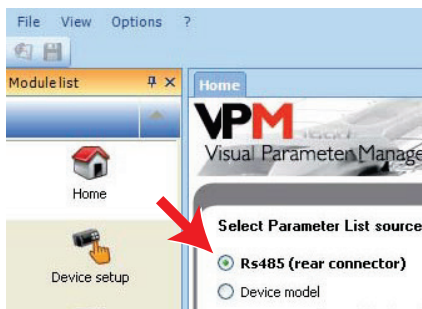 File View Options ?
Module list
Home
VPM
Visual Parameter Manage
Home
Select Parameter List source
Rs485 (rear connector)
Device setup
Device model